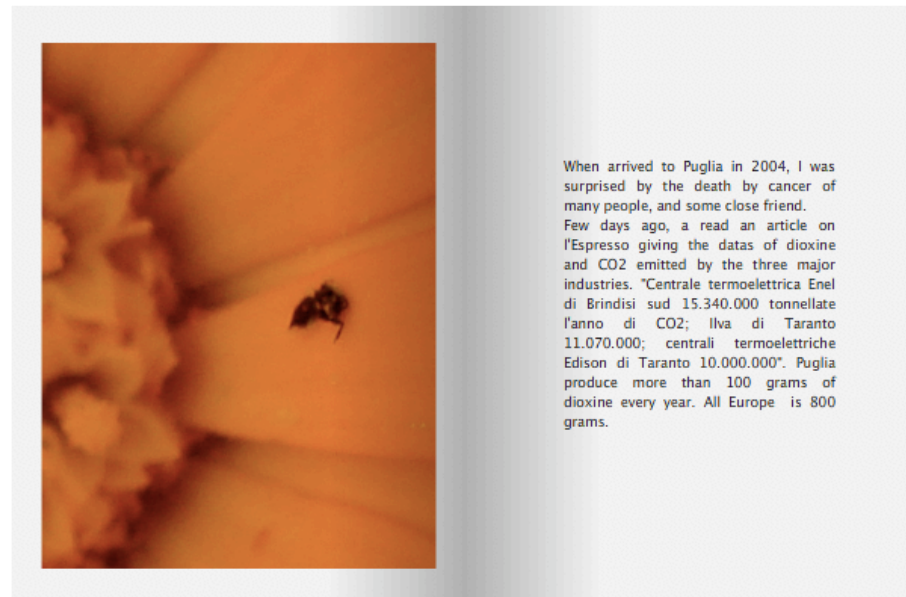 When arrived to Puglia in 2004, I was
surprised by the death by cancer of
many people, and some close friend.
Few days ago, a read an article on
l'Espresso giving the datas of dioxine
and CO2 emitted by the three major
industries. "Centrale termoelettrica Enel
di Brindisi sud 15.340.000 tonnellate
l'anno di CO2; Ilva di Taranto
11.070.000; centrali termoelettriche
Edison di Taranto 10.000.000". Puglia
produce more than 100 grams of
dioxine every year. All Europe is 800
grams.